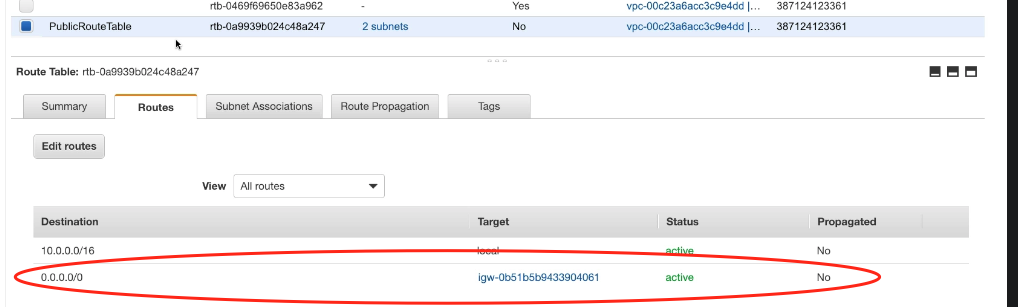 rtb-0469f69650e83a962 - Yes vpc-00c23a6acc3c9e4dd |... 387124123361
PublicRouteTable rtb-0a9939b024c48a247 2 subnets No vpc-00c23a6acc3c9e4dd |... 387124123361
Route Table: rtb-0a9939b024c48a247
Summary Routes Subnet Associations Route Propagation Tags
Edit routes
View All routes
Destination Target Status Propagated
10.0.0.0/16 local active No
0.0.0.0/0 igw-0b51b5b9433904061 active No